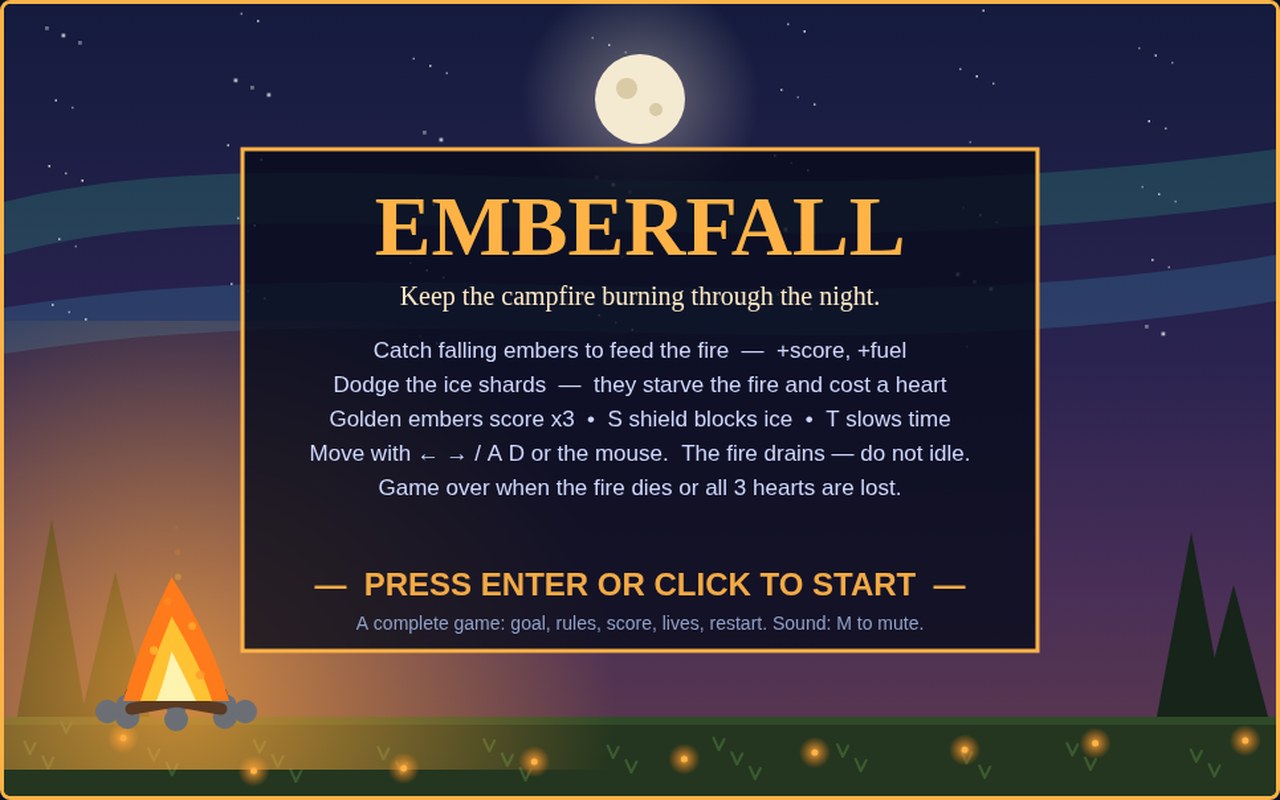 EMBERFALL
Keep the campfire burning through the night.
Catch falling embers to feed the fire — +score, +fuel
Dodge the ice shards — they starve the fire and cost a heart
Golden embers score x3 • S shield blocks ice • T slows time
Move with ← → / A D or the mouse. The fire drains — do not idle.
Game over when the fire dies or all 3 hearts are lost.
— PRESS ENTER OR CLICK TO START —
A complete game: goal, rules, score, lives, restart. Sound: M to mute.